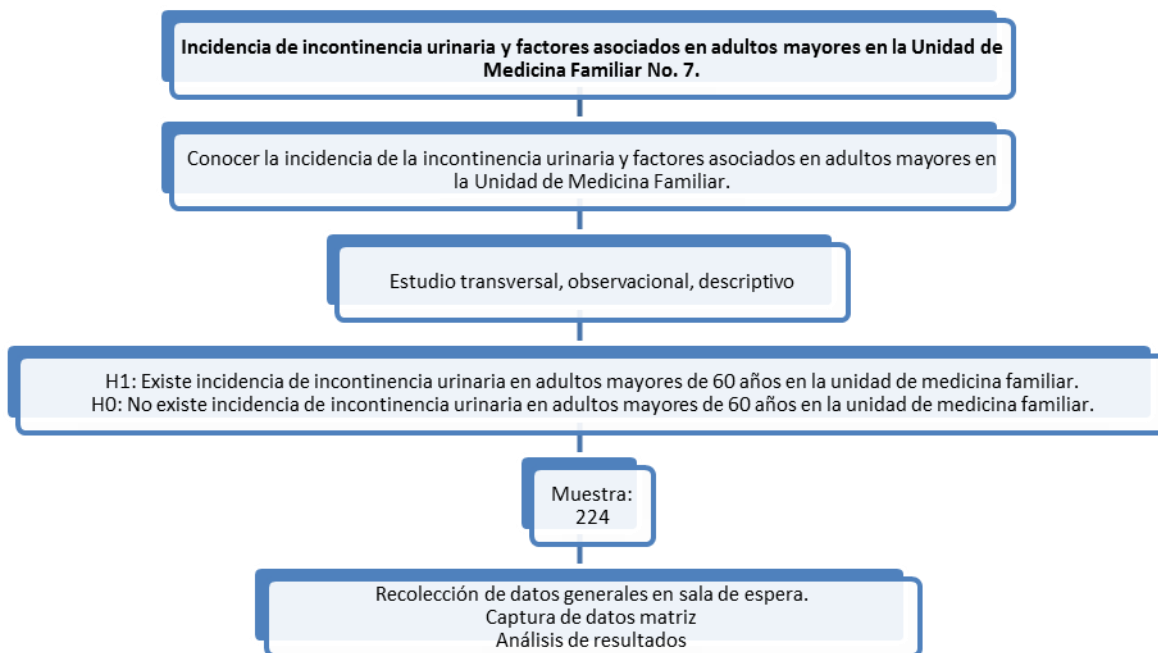 Incidencia de incontinencia urinaria y factores asociados en adultos mayores en la Unidad de
Medicina Familiar No. 7.
Conocer la incidencia de la incontinencia urinaria y factores asociados en adultos mayores en
la Unidad de Medicina Familiar.
Estudio transversal, observacional, descriptivo
H1: Existe incidencia de incontinencia urinaria en adultos mayores de 60 años en la unidad de medicina familiar.
H0: No existe incidencia de incontinencia urinaria en adultos mayores de 60 años en la unidad de medicina familiar.
Muestra:
224
Recolección de datos generales en sala de espera.
Captura de datos matriz
Análisis de resultados